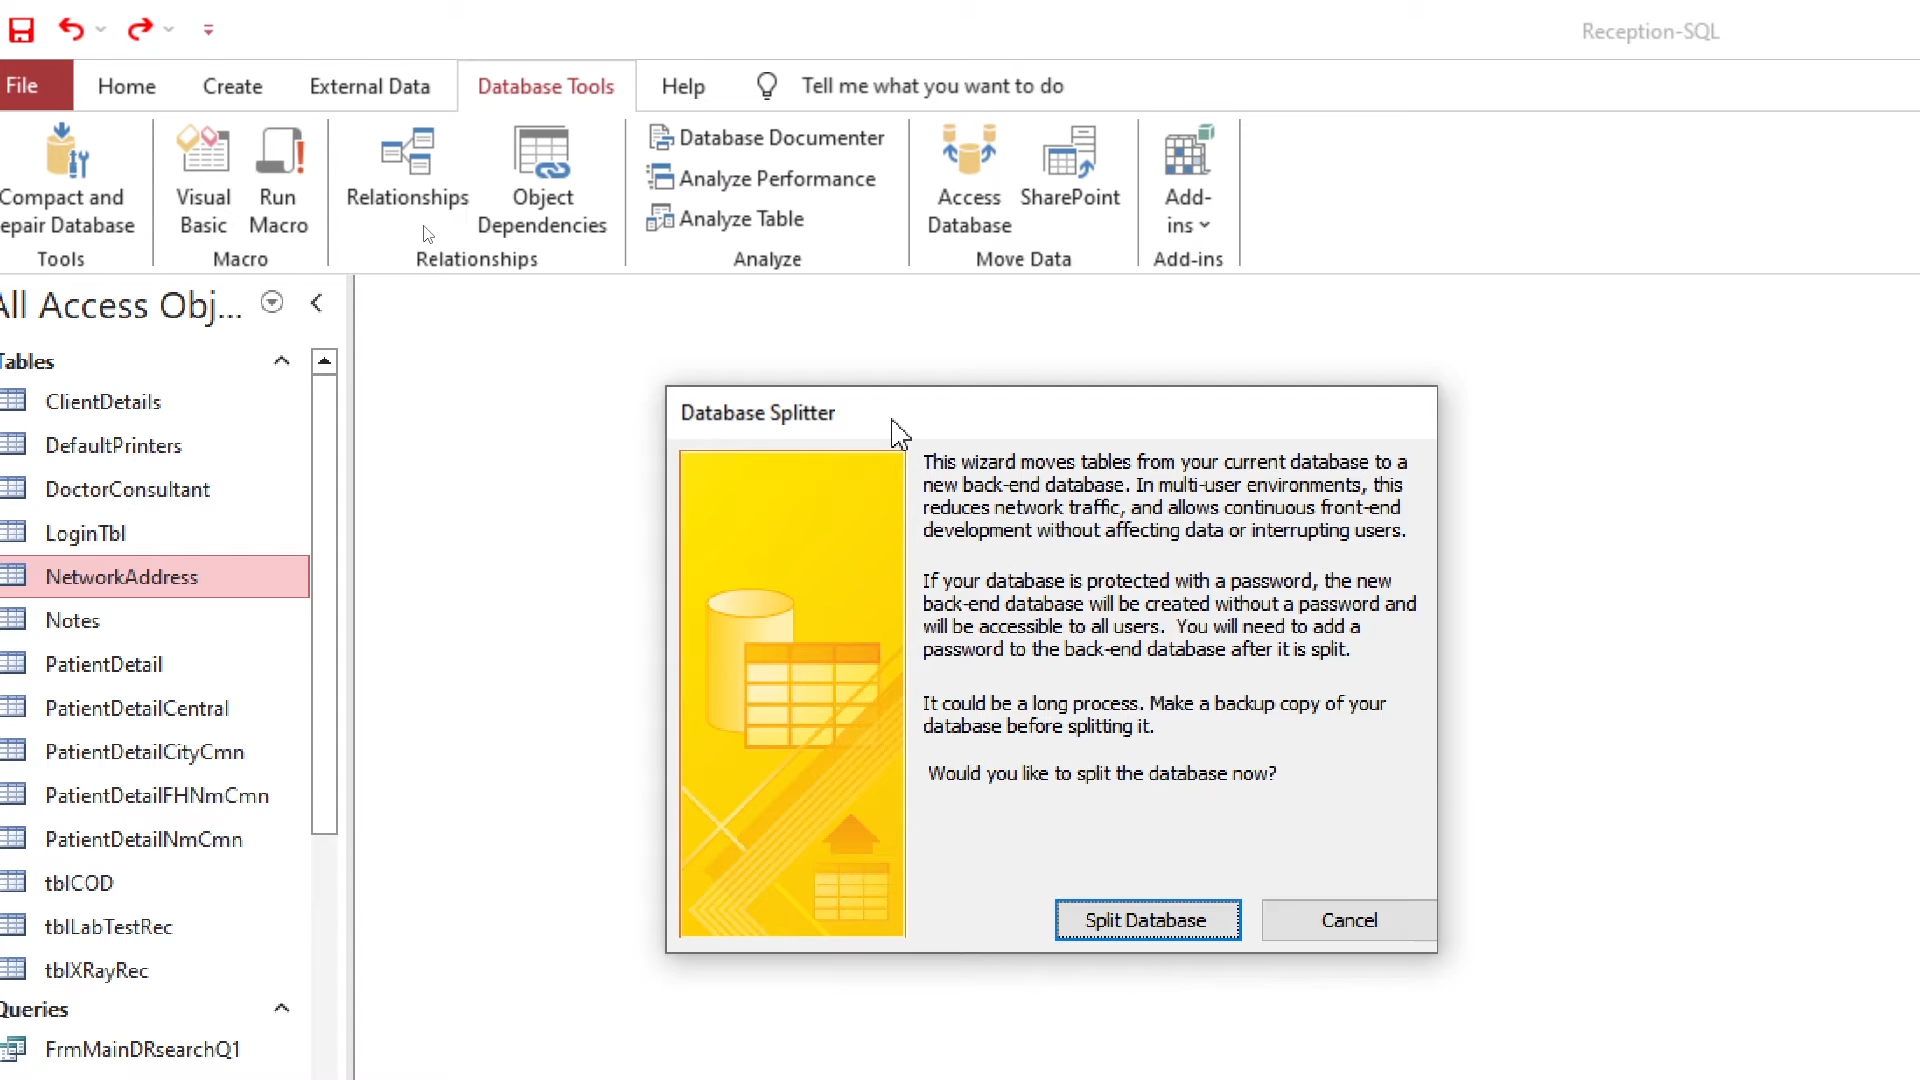 Reception-SQL
File Home Create External Data Database Tools Help Tell me what you want to do
Compact and
epair Database
Tools
Visual
Basic
Run
Macro
Macro
Relationships
Object
Dependencies
Relationships
Database Documenter
Analyze Performance
Analyze Table
Analyze
Access
Database
SharePoint
Move Data
Add-
ins
Add-ins
All Access Obj...
Tables
ClientDetails
DefaultPrinters
DoctorConsultant
LoginTbl
NetworkAddress
Notes
PatientDetail
PatientDetailCentral
PatientDetailCityCmn
PatientDetailFHNmCmn
PatientDetailNmCmn
tblCOD
tblLabTestRec
tblXRayRec
Queries
FrmMainDRsearchQ1
Database Splitter
This wizard moves tables from your current database to a
new back-end database. In multi-user environments, this
reduces network traffic, and allows continuous front-end
development without affecting data or interrupting users.
If your database is protected with a password, the new
back-end database will be created without a password and
will be accessible to all users. You will need to add a
password to the back-end database after it is split.
It could be a long process. Make a backup copy of your
database before splitting it.
Would you like to split the database now?
Split Database
Cancel